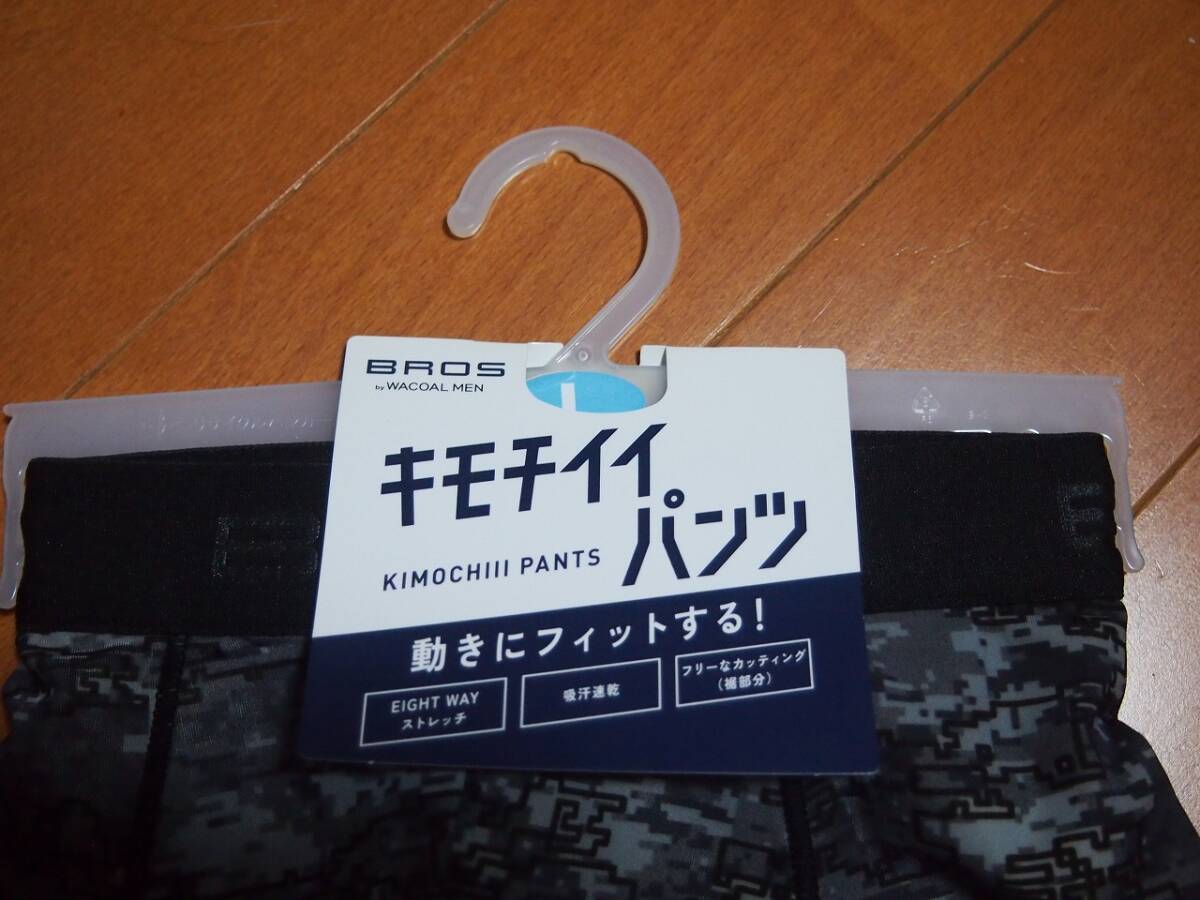 BROS
by WACOAL MEN
L
キモチイイ
パンツ
KIMOCHIII PANTS
動きにフィットする!
EIGHT WAY
ストレッチ
吸汗速乾
フリーなカッティング
(裾部分)